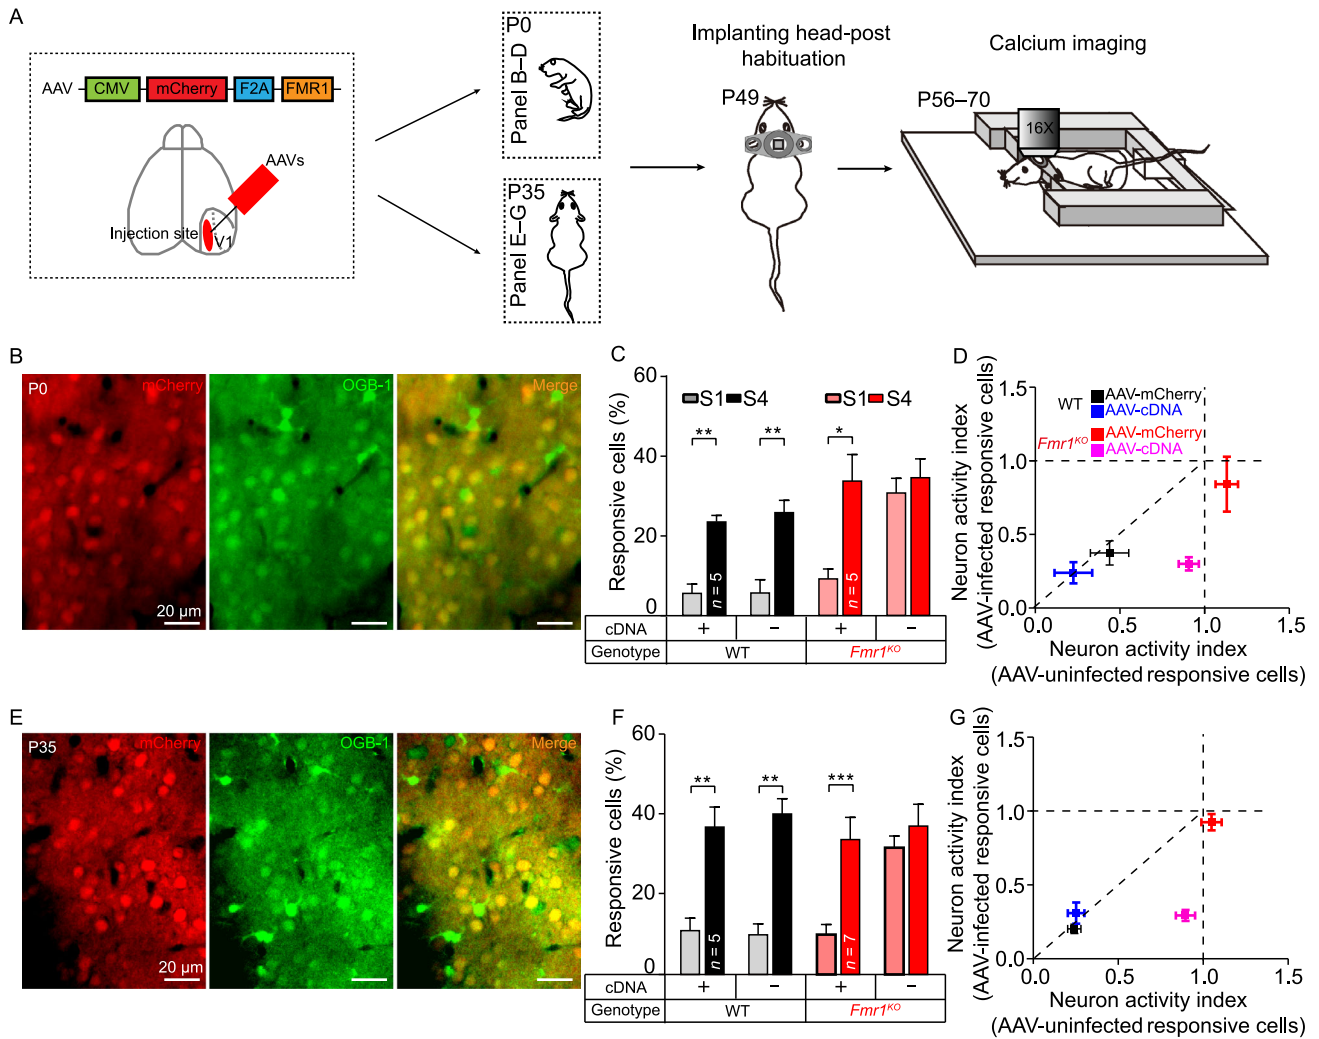 A
AAV
CMV
mCherry
F2A
FMR1
AAVs
Injection site
V1
P0
Panel B–D
P35
Panel E–G
Implanting head-post
habituation
P49
Calcium imaging
P56–70
16X
B
P0
mCherry
20 µm
OGB-1
Merge
C
Responsive cells (%)
60
40
20
0
S1 S4 S1 S4
** ** *
n = 5
n = 5
cDNA + − + −
Genotype WT Fmr1KO
D
Neuron activity index
(AAV-infected responsive cells)
1.5
1.0
0.5
0.0
WT AAV-mCherry
AAV-cDNA
Fmr1KO AAV-mCherry
AAV-cDNA
0.0 0.5 1.0 1.5
Neuron activity index
(AAV-uninfected responsive cells)
E
P35
mCherry
20 µm
OGB-1
Merge
F
Responsive cells (%)
60
40
20
0
** ** ***
n = 5
n = 7
cDNA + − + −
Genotype WT Fmr1KO
G
Neuron activity index
(AAV-infected responsive cells)
1.5
1.0
0.5
0.0
0.0 0.5 1.0 1.5
Neuron activity index
(AAV-uninfected responsive cells)